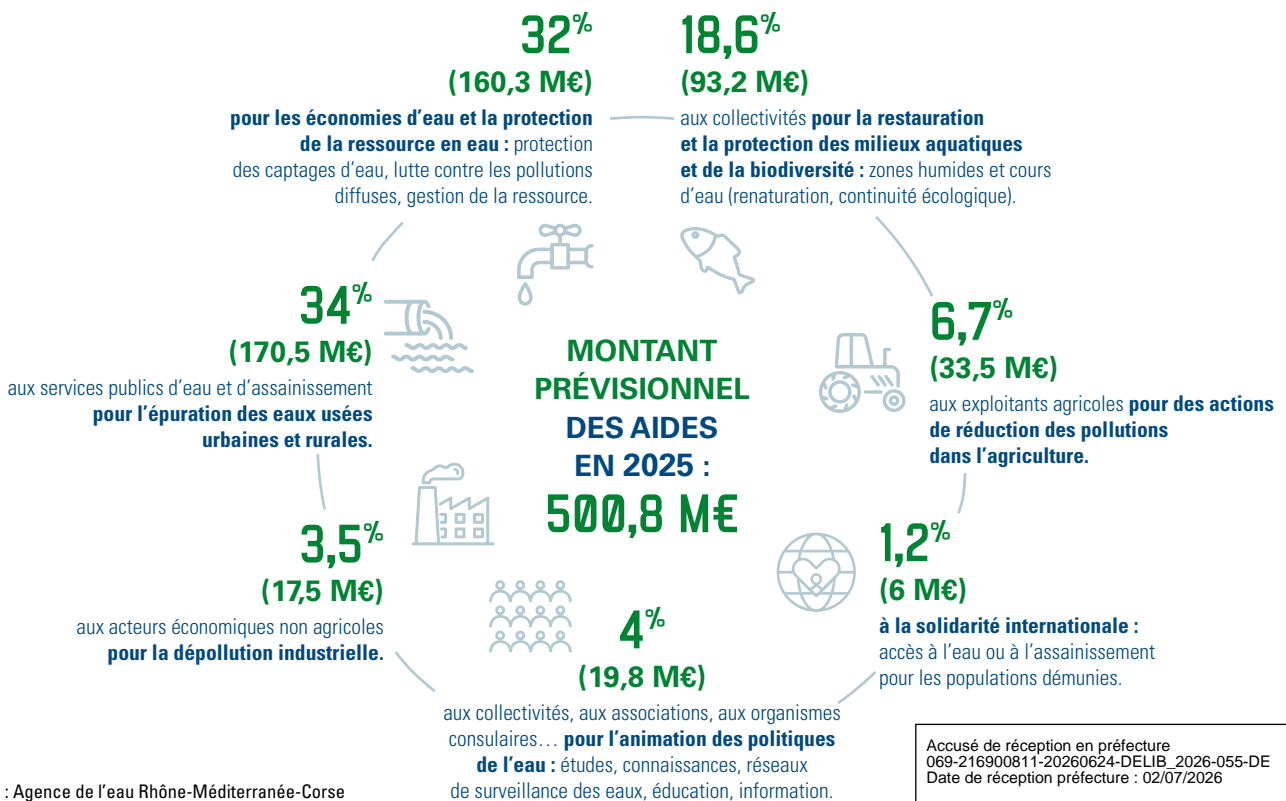 32%
(160,3 M€)
pour les économies d'eau et la protection
de la ressource en eau : protection
des captages d'eau, lutte contre les pollutions
diffuses, gestion de la ressource.
18,6%
(93,2 M€)
aux collectivités pour la restauration
et la protection des milieux aquatiques
et de la biodiversité : zones humides et cours
d'eau (renaturation, continuité écologique).
34%
(170,5 M€)
aux services publics d'eau et d'assainissement
pour l'épuration des eaux usées
urbaines et rurales.
MONTANT
PRÉVISIONNEL
DES AIDES
EN 2025 :
500,8 M€
6,7%
(33,5 M€)
aux exploitants agricoles pour des actions
de réduction des pollutions
dans l'agriculture.
3,5%
(17,5 M€)
aux acteurs économiques non agricoles
pour la dépollution industrielle.
4%
(19,8 M€)
aux collectivités, aux associations, aux organismes
consulaires… pour l'animation des politiques
de l'eau : études, connaissances, réseaux
de surveillance des eaux, éducation, information.
1,2%
(6 M€)
à la solidarité internationale :
accès à l'eau ou à l'assainissement
pour les populations démunies.
Accusé de réception en préfecture
069-216900811-20260624-DELIB_2026-055-DE
Date de réception préfecture : 02/07/2026
: Agence de l'eau Rhône-Méditerranée-Corse